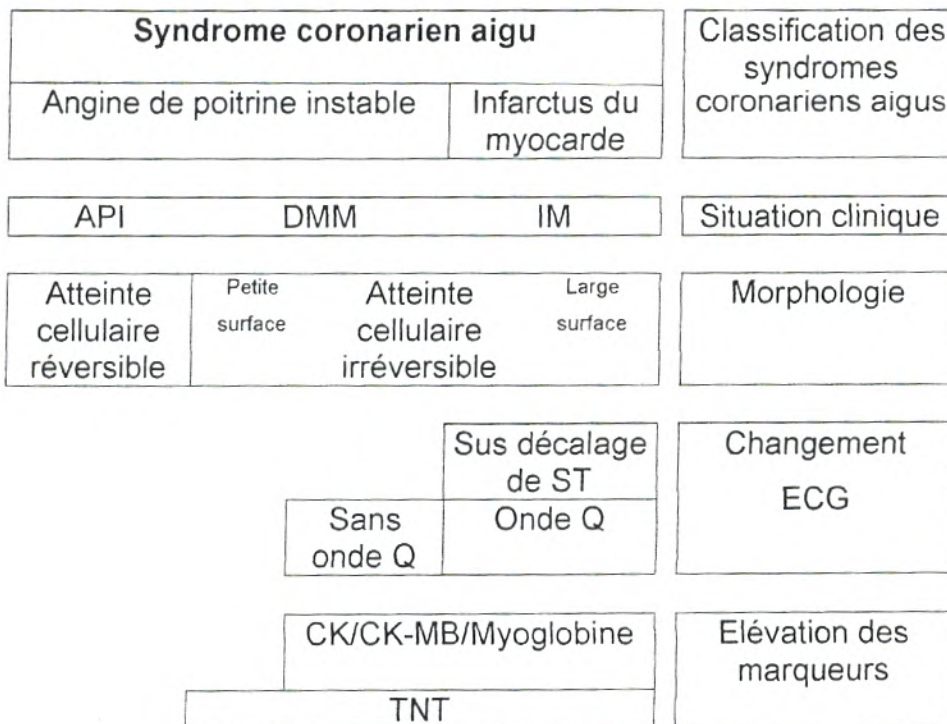 Syndrome coronarien aigu
Angine de poitrine instable
Infarctus du
myocarde
Classification des
syndromes
coronariens aigus
API DMM IM
Situation clinique
Atteinte
cellulaire
réversible
Petite
surface
Atteinte
cellulaire
irréversible
Large
surface
Morphologie
Sus décalage
de ST
Sans
onde Q
Onde Q
Changement
ECG
CK/CK-MB/Myoglobine
TNT
Elévation des
marqueurs